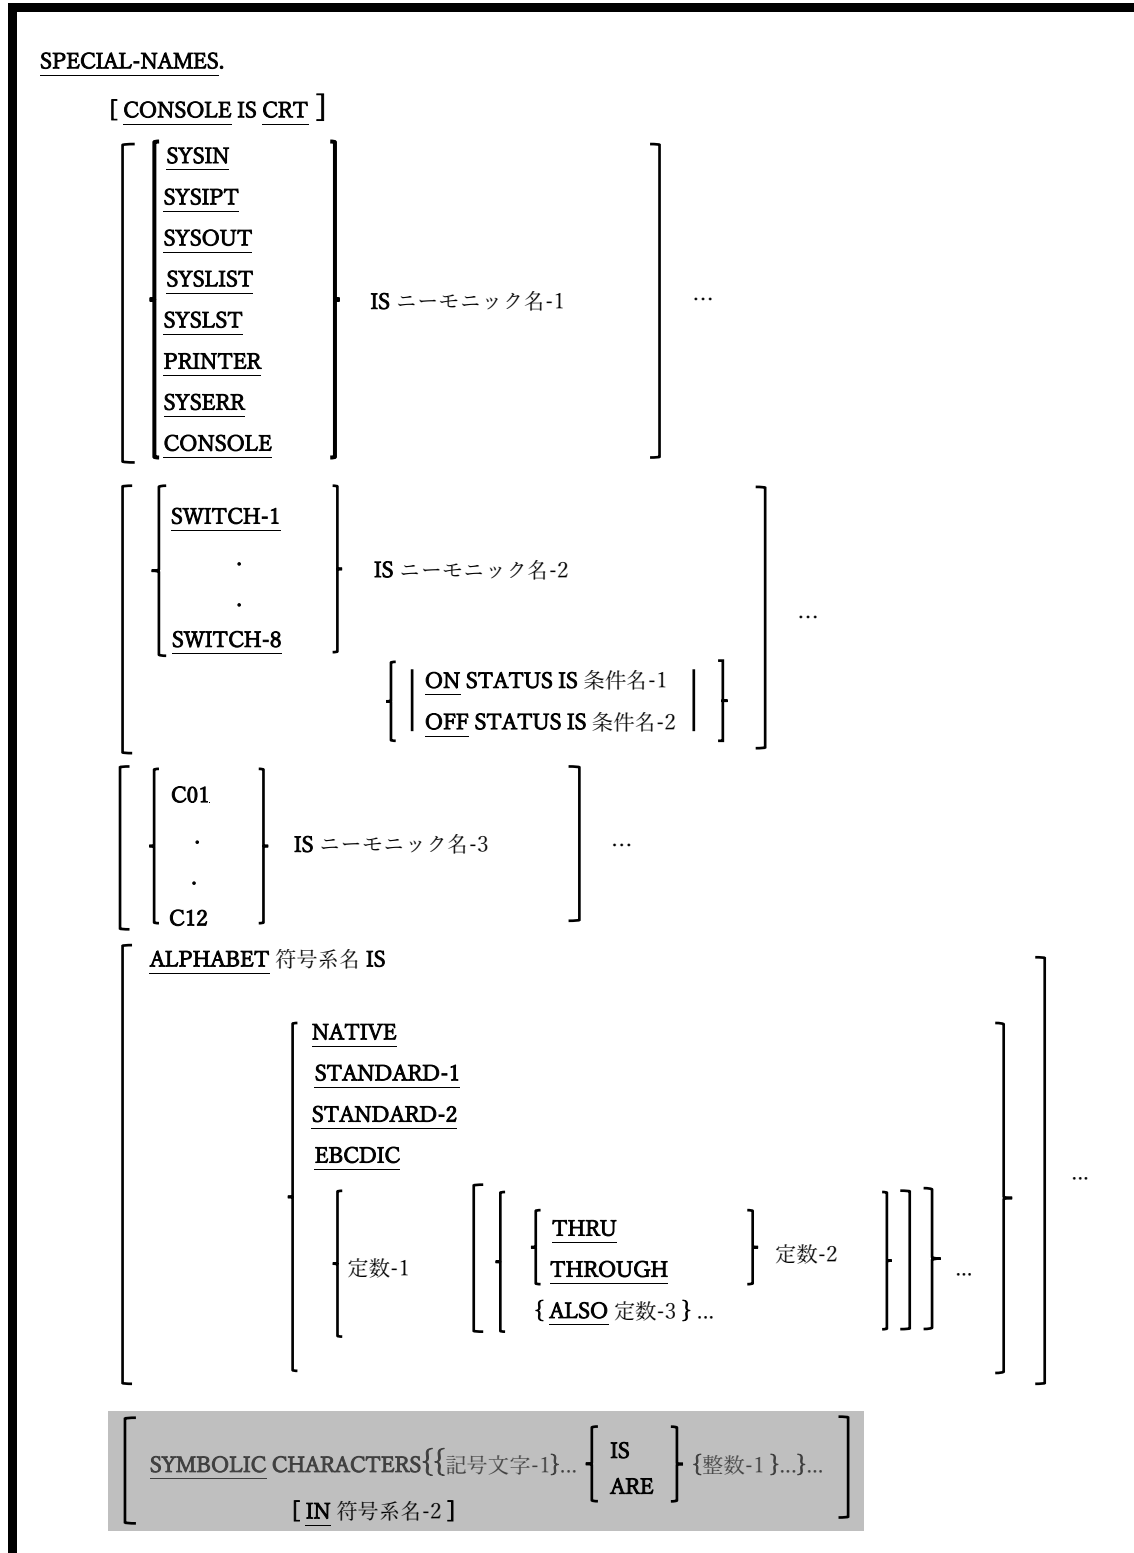 SPECIAL-NAMES.
[ CONSOLE IS CRT ]
SYSIN
SYSIPT
SYSOUT
SYSLIST
SYSLST
PRINTER
SYSERR
CONSOLE
IS ニーモニック名-1 ...
SWITCH-1
.
.
SWITCH-8
IS ニーモニック名-2
ON STATUS IS 条件名-1
OFF STATUS IS 条件名-2
...
C01
.
.
C12
IS ニーモニック名-3 ...
ALPHABET 符号系名 IS
NATIVE
STANDARD-1
STANDARD-2
EBCDIC
定数-1
THRU
THROUGH
定数-2
{ ALSO 定数-3 } ...
...
...
SYMBOLIC CHARACTERS{{記号文字-1}... { IS ARE } {整数-1 }...}...
[ IN 符号系名-2 ]